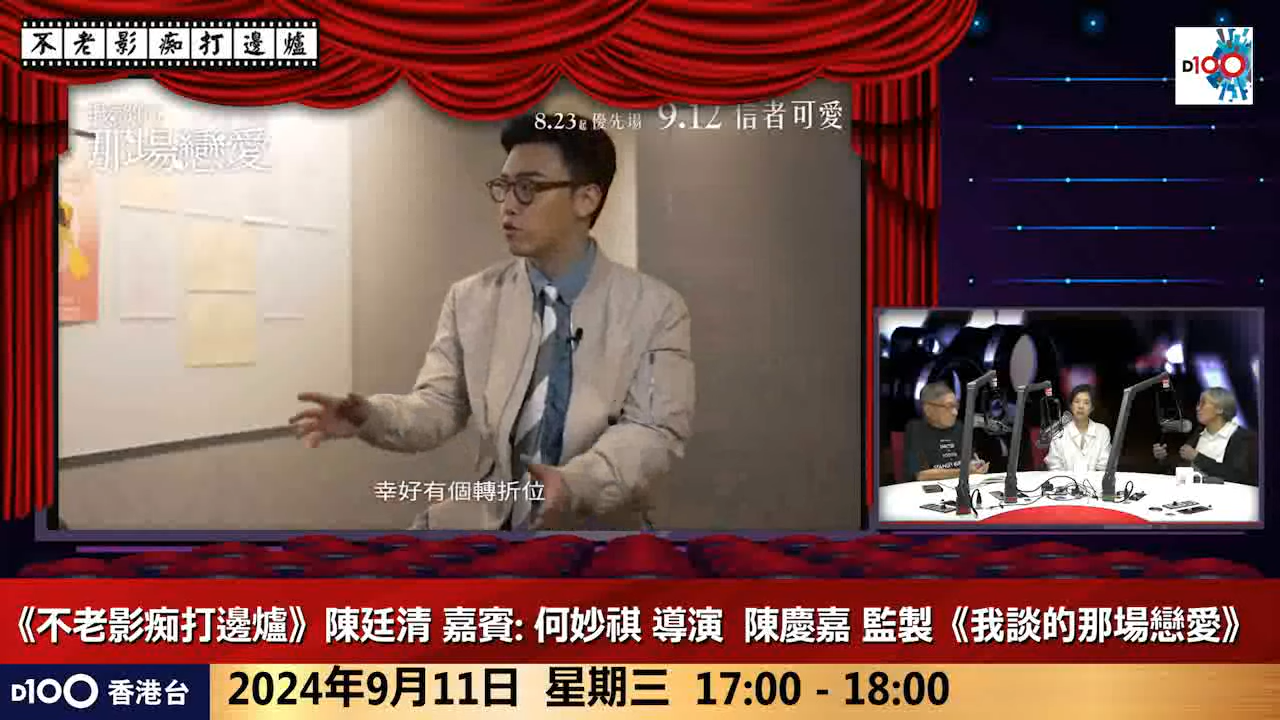 不老影痴打邊爐
D100
我談的
那場戀愛
8.23起 優先場 9.12 信者可愛
幸好有個轉折位
《不老影痴打邊爐》陳廷清 嘉賓: 何妙祺 導演 陳慶嘉 監製《我談的那場戀愛》
D100 香港台 2024年9月11日 星期三 17:00 - 18:00